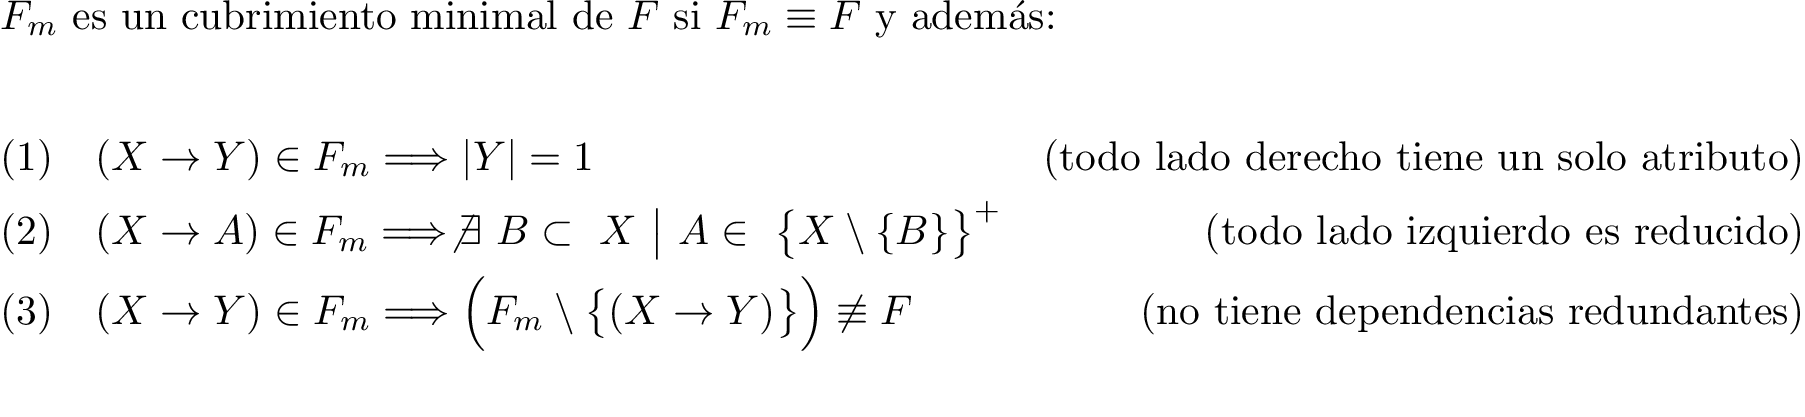 F_m es un cubrimiento minimal de F si F_m ≡ F y además:
(1) (X → Y) ∈ F_m ⟹ |Y| = 1 (todo lado derecho tiene un solo atributo)
(2) (X → A) ∈ F_m ⟹ ∄ B ⊂ X | A ∈ {X \ {B}}⁺ (todo lado izquierdo es reducido)
(3) (X → Y) ∈ F_m ⟹ (F_m \ {(X → Y)}) ≢ F (no tiene dependencias redundantes)